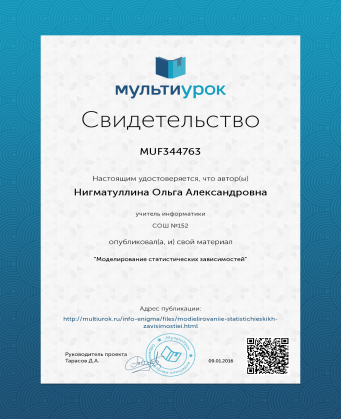 мультиурок
Свидетельство
MUF344763
Настоящим удостоверяется, что автор(ы)
Нигматуллина Ольга Александровна
учитель информатики
СОШ №152
опубликовал(а, и) свой материал
"Моделирование статистических зависимостей"
Адрес публикации:
http://multiurok.ru/info-enigma/files/modielirovaniie-statistichieskikh-
zavisimostiei.html
Руководитель проекта
Тарасов Д.А.
09.01.2016